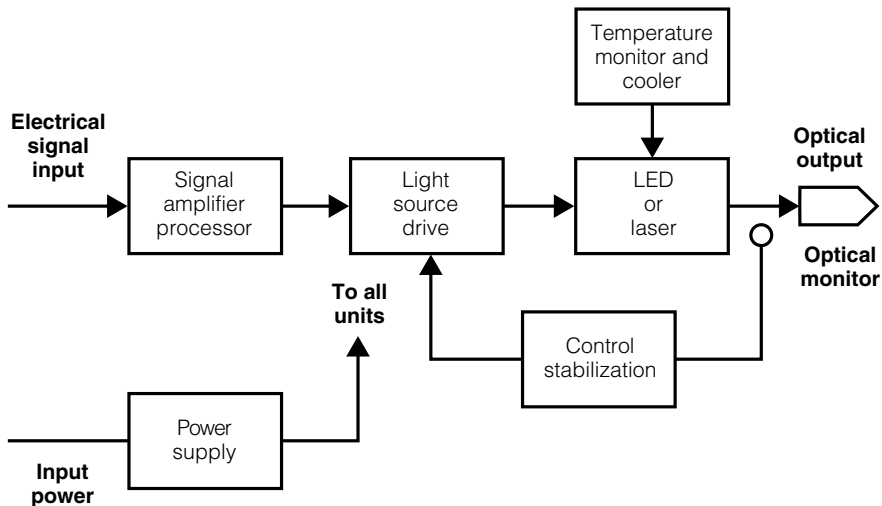 Temperature
monitor and
cooler
Electrical
signal
input
Signal
amplifier
processor
Light
source
drive
LED
or
laser
Optical
output
Optical
monitor
To all
units
Control
stabilization
Power
supply
Input
power